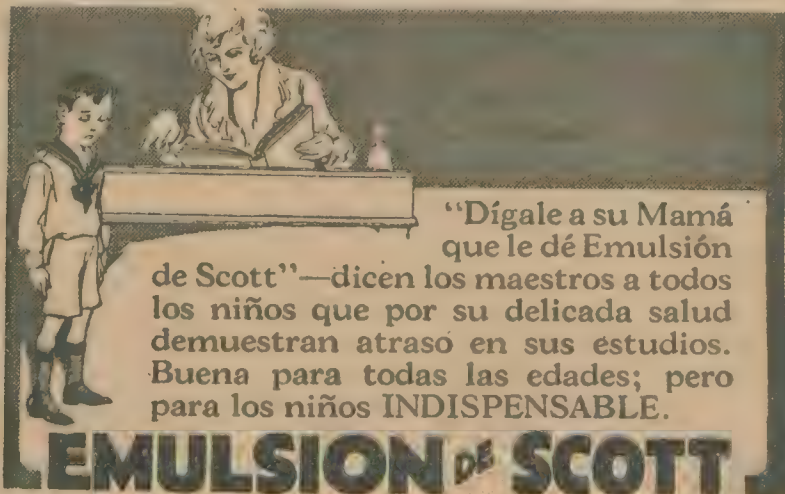 “Dígale a su Mamá
que le dé Emulsión
de Scott”—dicen los maestros a todos
los niños que por su delicada salud
demuestran atraso en sus estudios.
Buena para todas las edades; pero
para los niños INDISPENSABLE.
EMULSION DE SCOTT